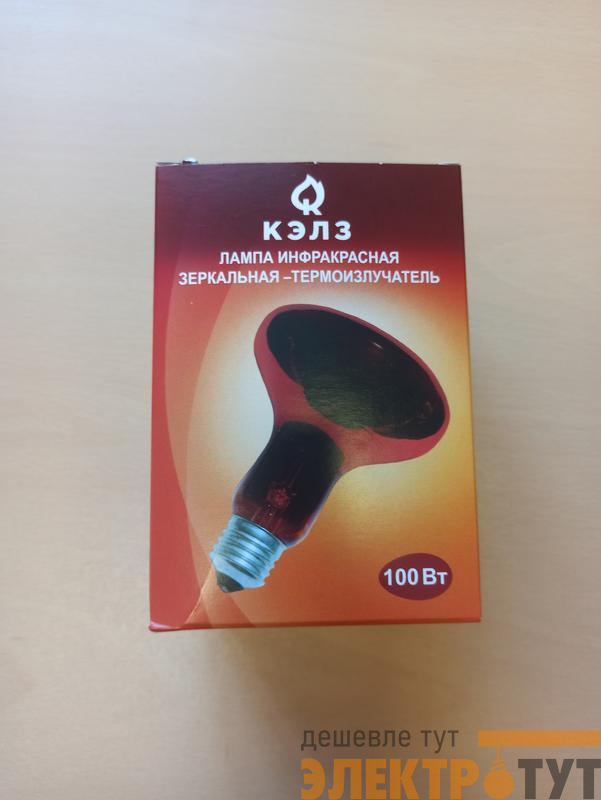 КЭЛЗ
ЛАМПА ИНФРАКРАСНАЯ
ЗЕРКАЛЬНАЯ –ТЕРМОИЗЛУЧАТЕЛЬ
100 Вт
дешевле тут
ЭЛЕКТРОТУТ